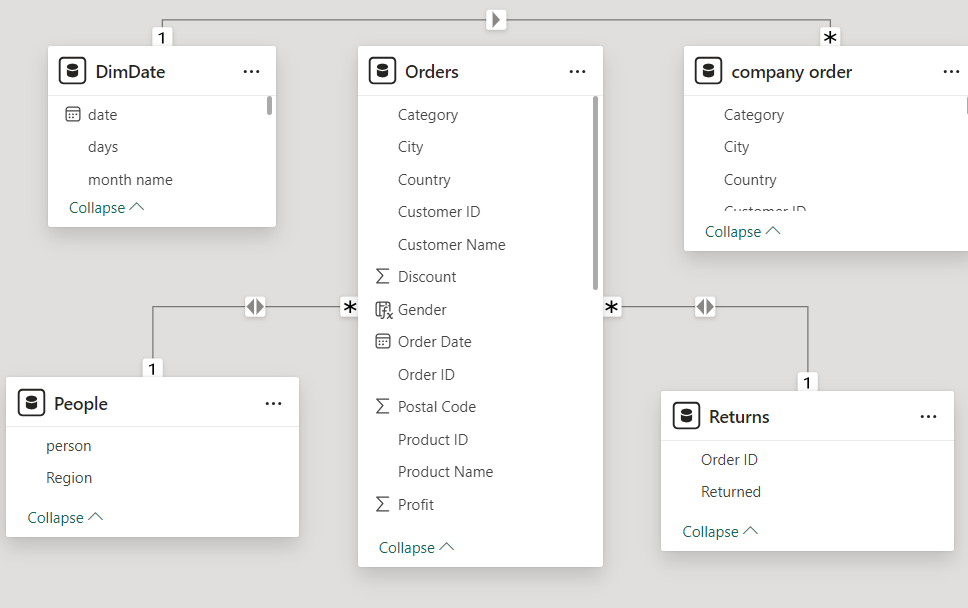 1
*
DimDate ...
date
days
month name
Collapse
Orders ...
Category
City
Country
Customer ID
Customer Name
Discount
Gender
Order Date
Order ID
Postal Code
Product ID
Product Name
Profit
Collapse
company order ...
Category
City
Country
Customer ID
Collapse
*
1
People ...
person
Region
Collapse
*
1
Returns ...
Order ID
Returned
Collapse